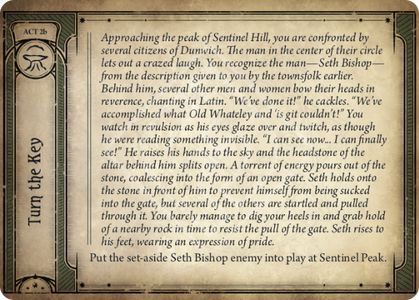 ACT 2b
Turn the Key
Approaching the peak of Sentinel Hill, you are confronted by
several citizens of Dunwich. The man in the center of their circle
lets out a crazed laugh. You recognize the man—Seth Bishop—
from the description given to you by the townsfolk earlier.
Behind him, several other men and women bow their heads in
reverence, chanting in Latin. “We’ve done it!” he cackles. “We’ve
accomplished what Old Whateley and ‘is git couldn’t!” You
watch in revulsion as his eyes glaze over and twitch, as though
he were reading something invisible. “I can see now... I can finally
see!” He raises his hands to the sky and the headstone of the
altar behind him splits open. A torrent of energy pours out of the
stone, coalescing into the form of an open gate. Seth holds onto
the stone in front of him to prevent himself from being sucked
into the gate, but several of the others are startled and pulled
through it. You barely manage to dig your heels in and grab hold
of a nearby rock in time to resist the pull of the gate. Seth rises to
his feet, wearing an expression of pride.
Put the set-aside Seth Bishop enemy into play at Sentinel Peak.